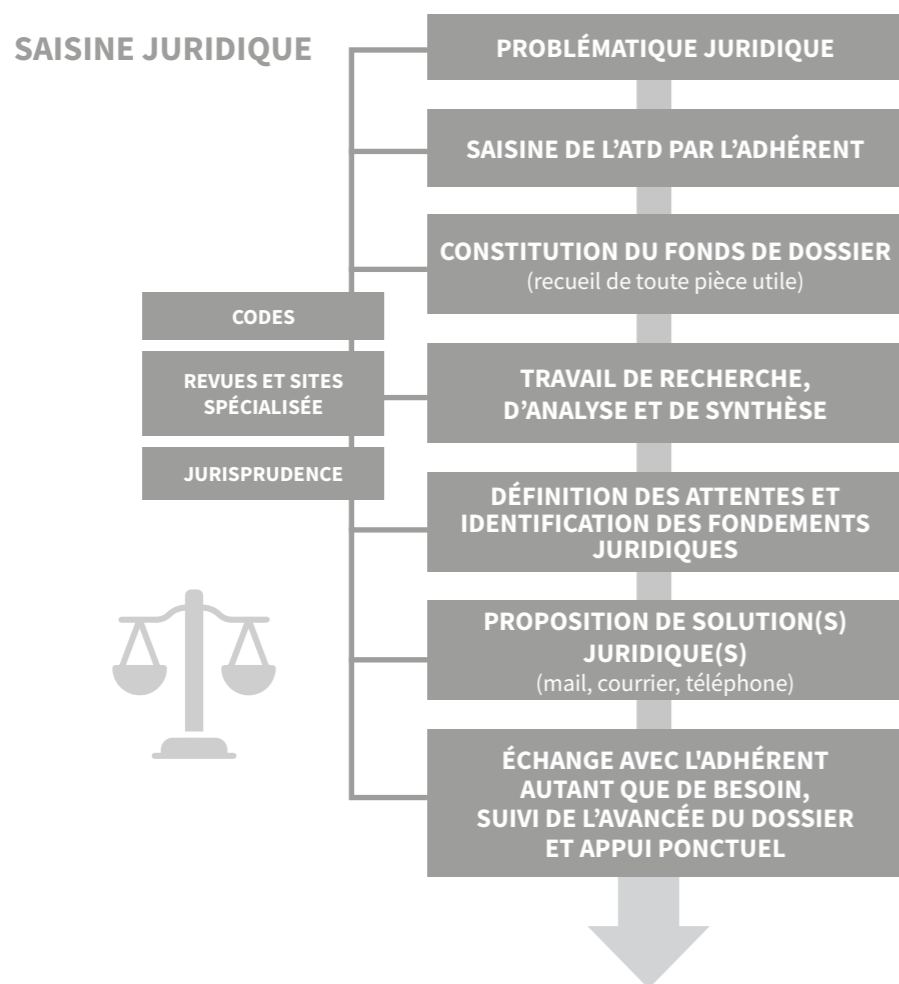 SAISINE JURIDIQUE
PROBLÉMATIQUE JURIDIQUE
SAISINE DE L’ATD PAR L’ADHÉRENT
CONSTITUTION DU FONDS DE DOSSIER
(recueil de toute pièce utile)
CODES
REVUES ET SITES
SPÉCIALISÉE
JURISPRUDENCE
TRAVAIL DE RECHERCHE,
D’ANALYSE ET DE SYNTHÈSE
DÉFINITION DES ATTENTES ET
IDENTIFICATION DES FONDEMENTS
JURIDIQUES
PROPOSITION DE SOLUTION(S)
JURIDIQUE(S)
(mail, courrier, téléphone)
ÉCHANGE AVEC L'ADHÉRENT
AUTANT QUE DE BESOIN,
SUIVI DE L’AVANCÉE DU DOSSIER
ET APPUI PONCTUEL